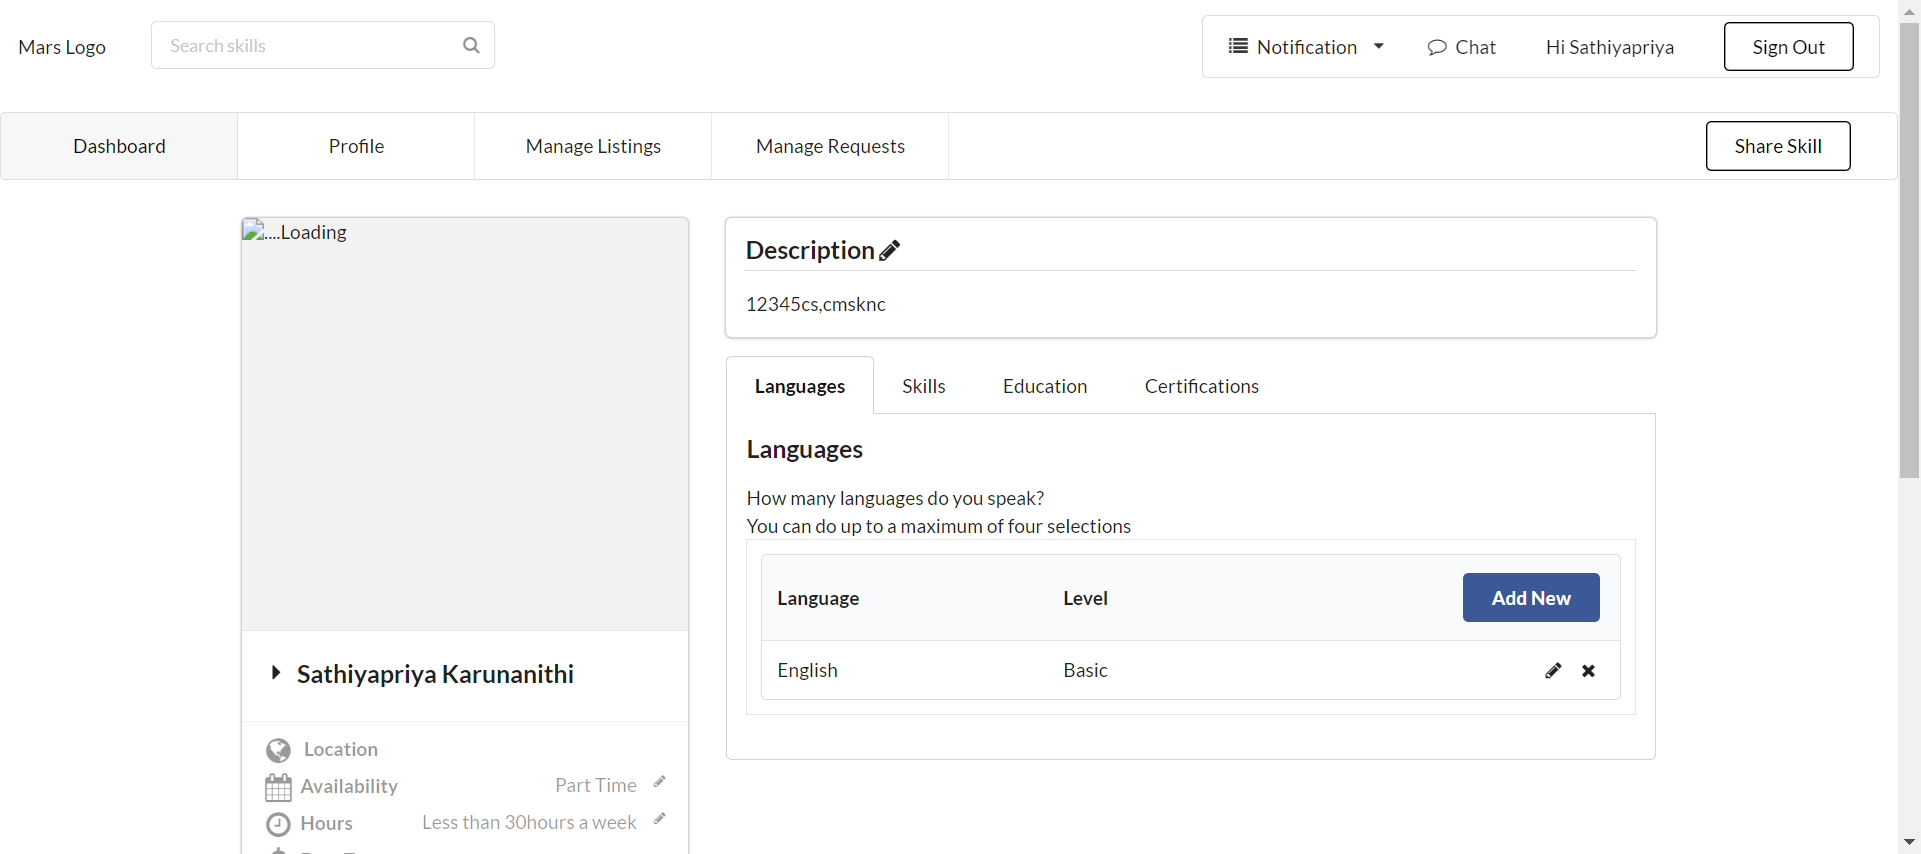 Mars Logo
Search skills
Notification
Chat
Hi Sathiyapriya
Sign Out
Dashboard
Profile
Manage Listings
Manage Requests
Share Skill
....Loading
Sathiyapriya Karunanithi
Location
Availability Part Time
Hours Less than 30hours a week
Description
12345cs,cmsknc
Languages Skills Education Certifications
Languages
How many languages do you speak?
You can do up to a maximum of four selections
Language Level Add New
English Basic